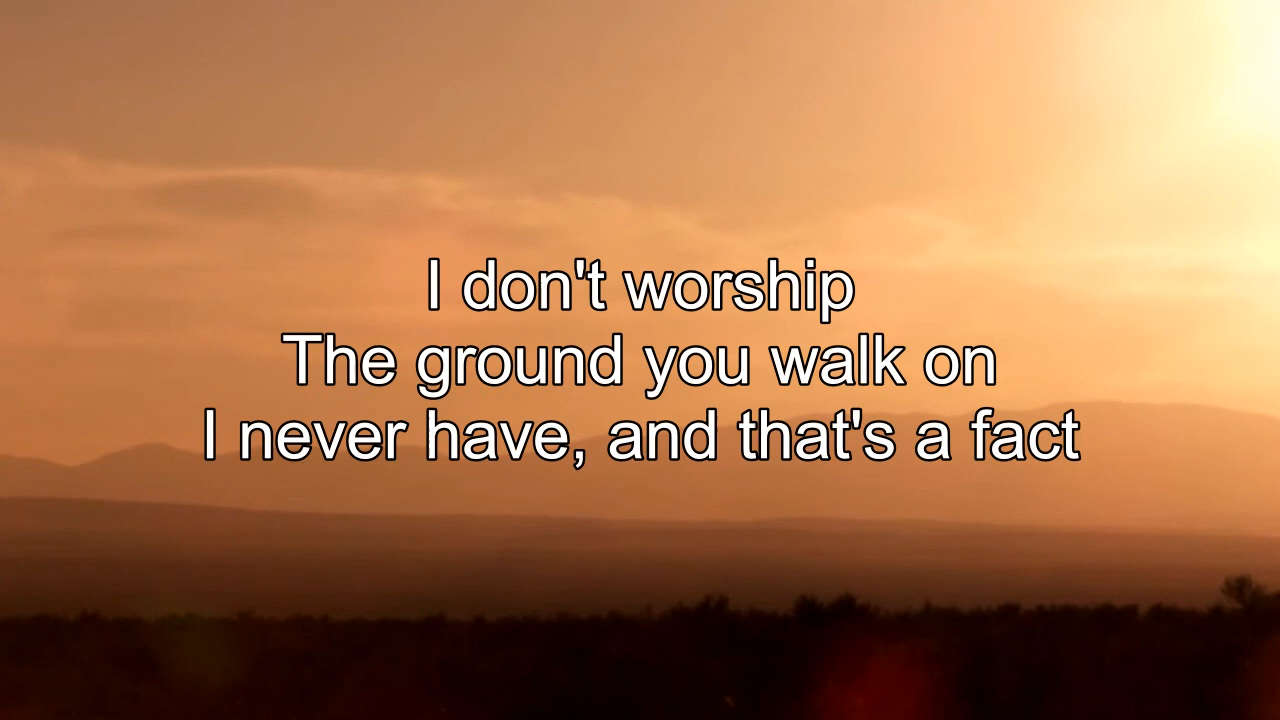 I don't worship
The ground you walk on
I never have, and that's a fact